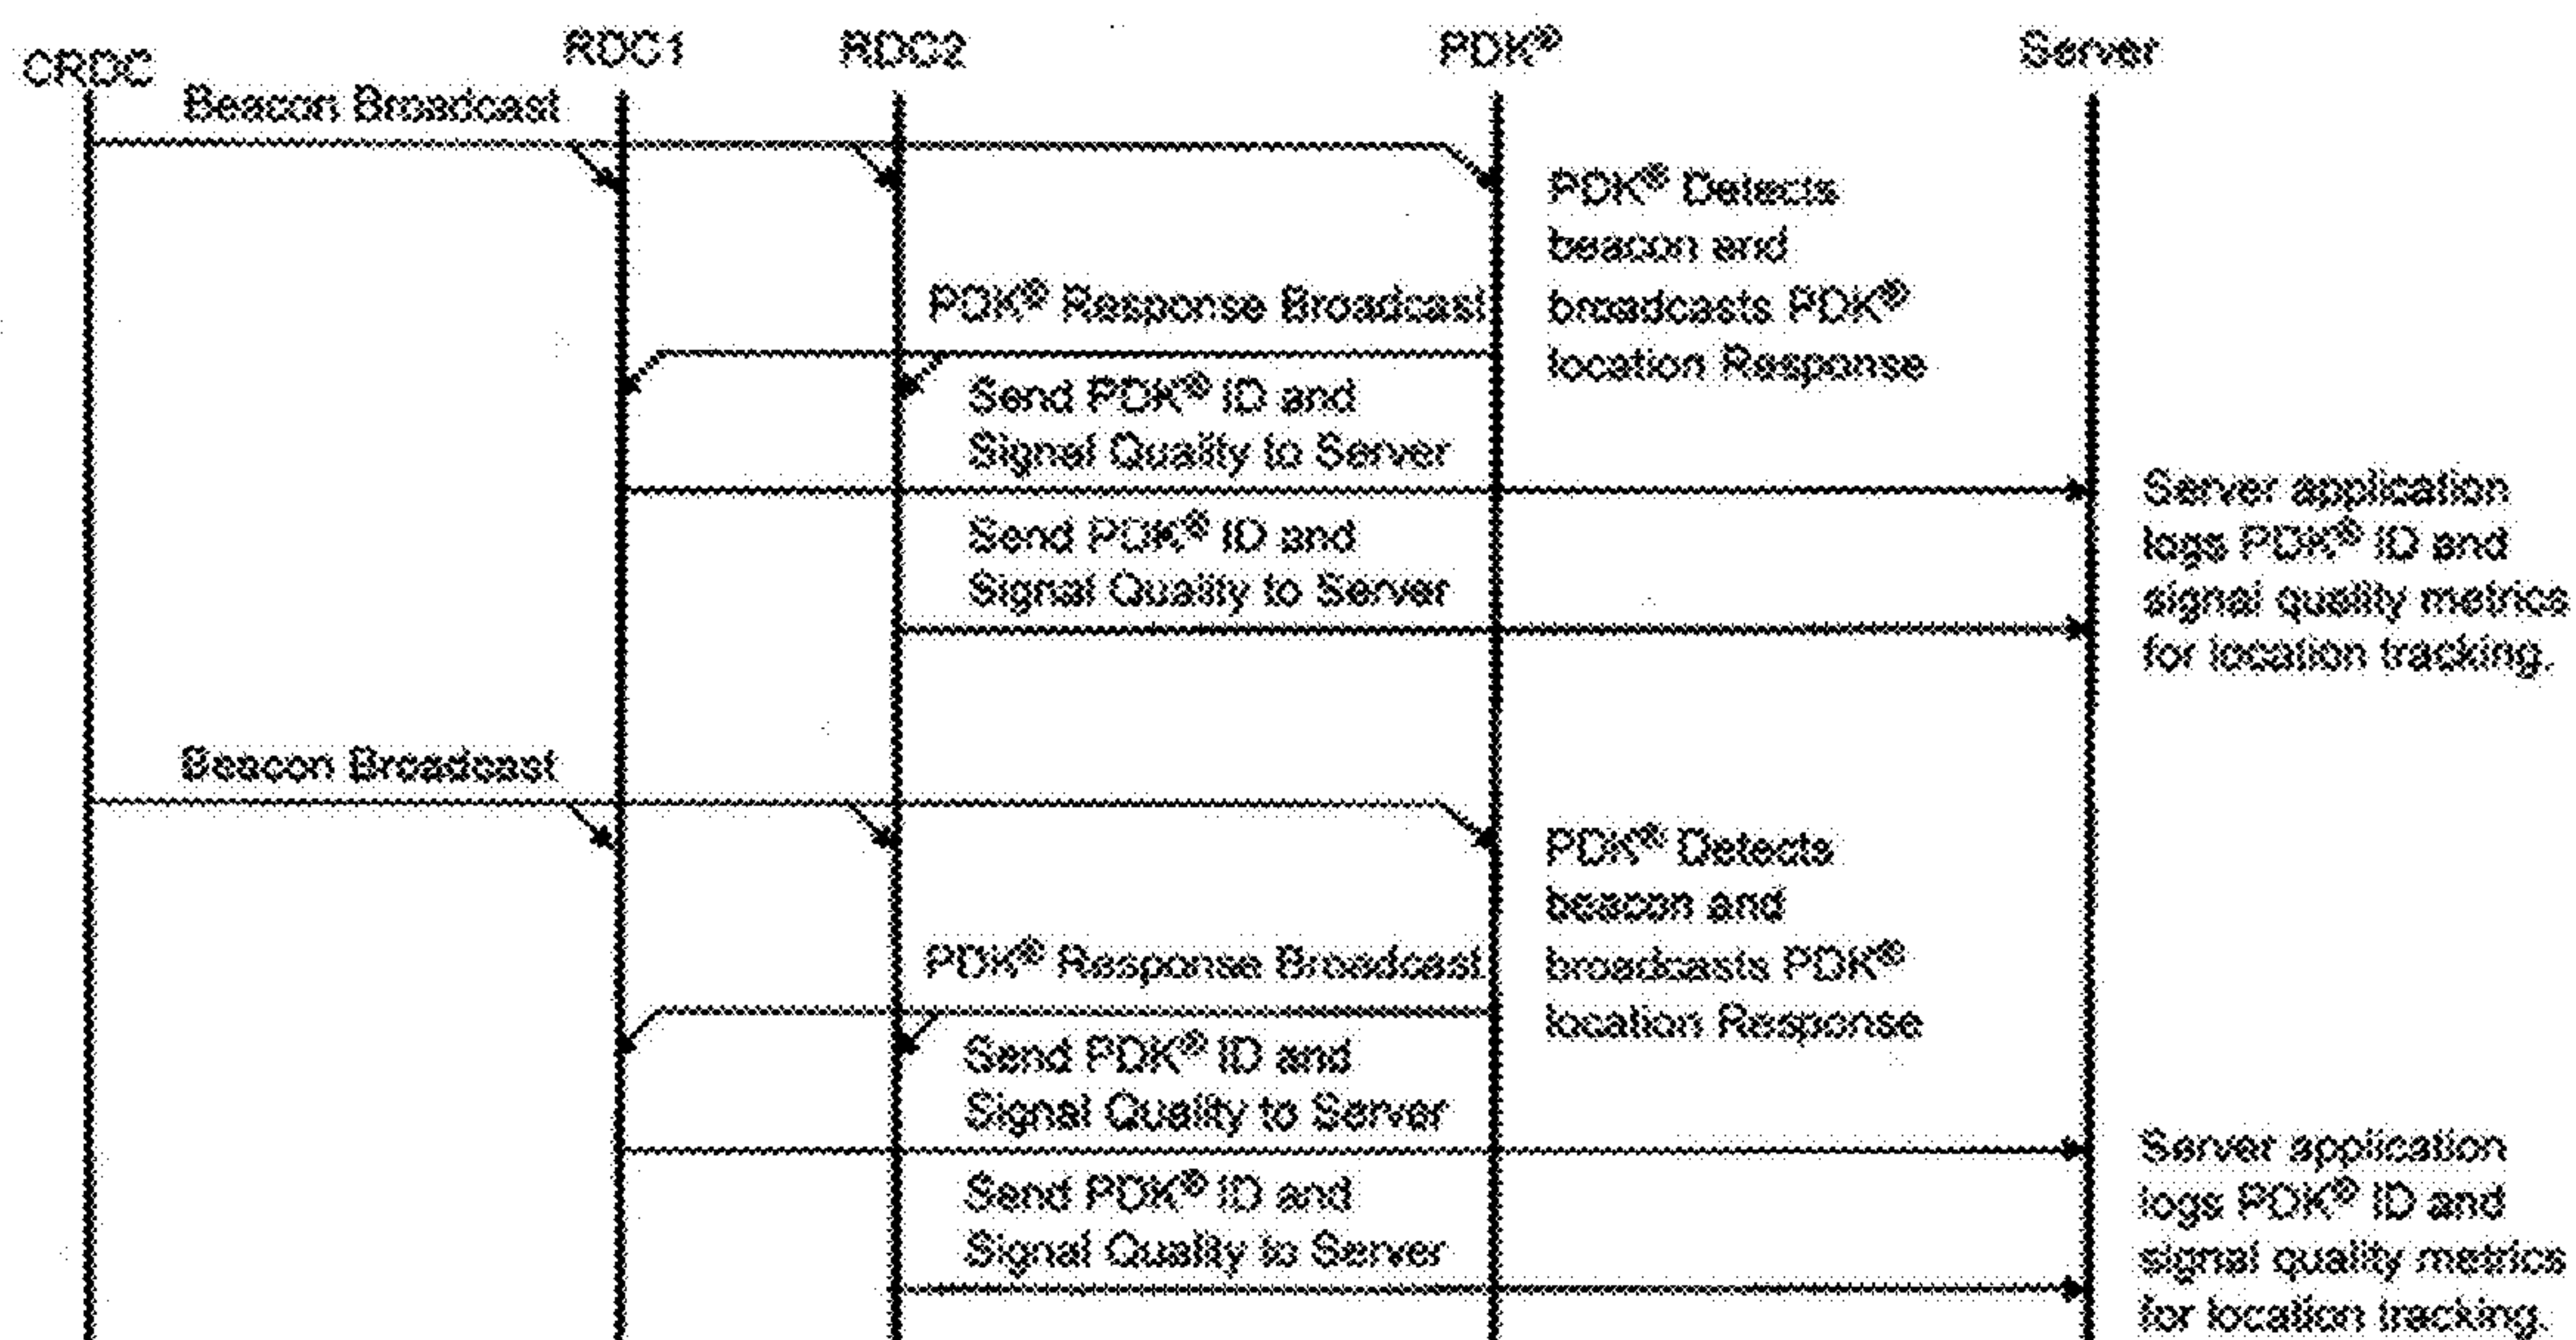 CRDC
RDC1
RDC2
PDK®
Server
Beacon Broadcast
PDK® Detects
beacon and
broadcasts PDK®
location Response
PDK® Response Broadcast
Send PDK® ID and
Signal Quality to Server
Send PDK® ID and
Signal Quality to Server
Server application
logs PDK® ID and
signal quality metrics
for location tracking.
Beacon Broadcast
PDK® Detects
beacon and
broadcasts PDK®
location Response
PDK® Response Broadcast
Send PDK® ID and
Signal Quality to Server
Send PDK® ID and
Signal Quality to Server
Server application
logs PDK® ID and
signal quality metrics
for location tracking.